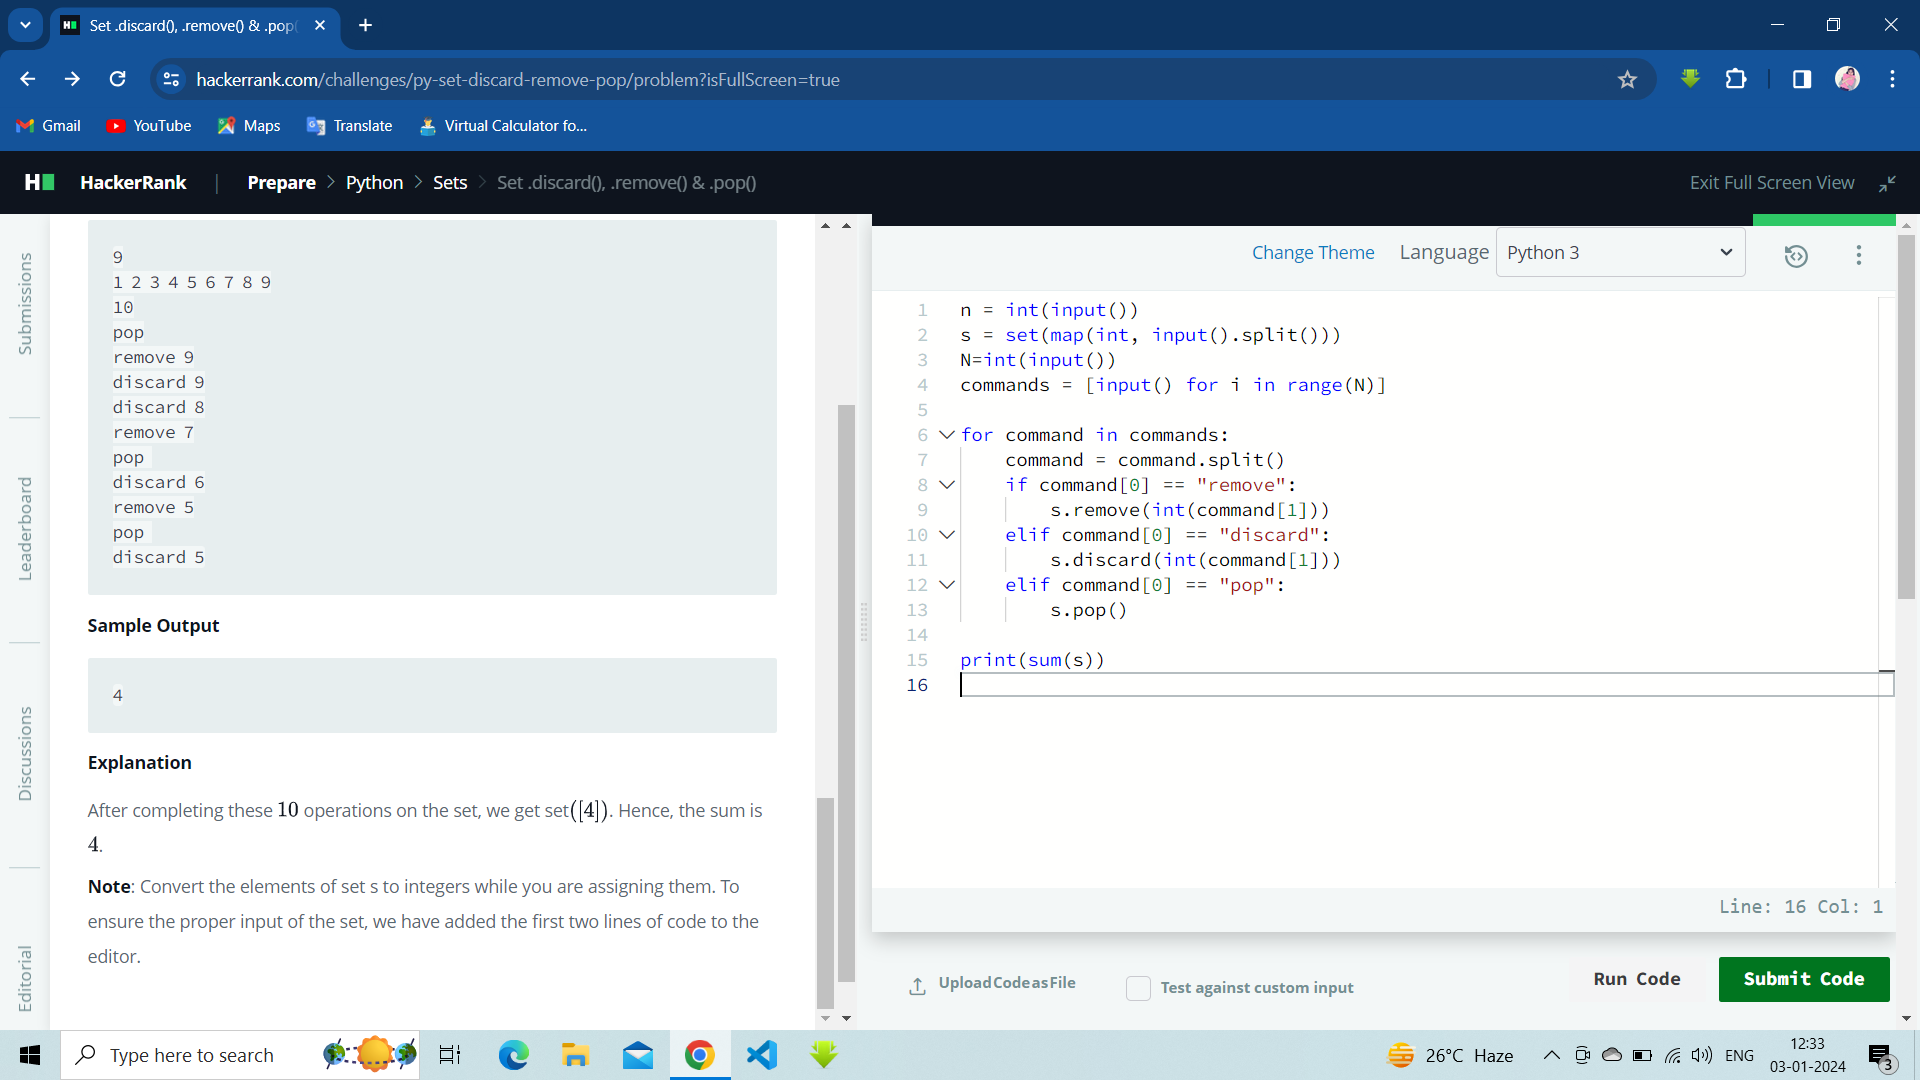 Set .discard(), .remove() & .pop(
hackerrank.com/challenges/py-set-discard-remove-pop/problem?isFullScreen=true
Gmail YouTube Maps Translate Virtual Calculator fo...
HackerRank Prepare Python Sets Set .discard(), .remove() & .pop() Exit Full Screen View
Submissions
Leaderboard
Discussions
Editorial
9
1 2 3 4 5 6 7 8 9
10
pop
remove 9
discard 9
discard 8
remove 7
pop
discard 6
remove 5
pop
discard 5
Sample Output
4
Explanation
After completing these 10 operations on the set, we get set([4]). Hence, the sum is
4.
Note: Convert the elements of set s to integers while you are assigning them. To
ensure the proper input of the set, we have added the first two lines of code to the
editor.
Change Theme Language Python 3
1 n = int(input())
2 s = set(map(int, input().split()))
3 N=int(input())
4 commands = [input() for i in range(N)]
5
6 for command in commands:
7 command = command.split()
8 if command[0] == "remove":
9 s.remove(int(command[1]))
10 elif command[0] == "discard":
11 s.discard(int(command[1]))
12 elif command[0] == "pop":
13 s.pop()
14
15 print(sum(s))
16
Line: 16 Col: 1
Upload Code as File Test against custom input Run Code Submit Code
Type here to search
26°C Haze ENG 12:33
03-01-2024 3